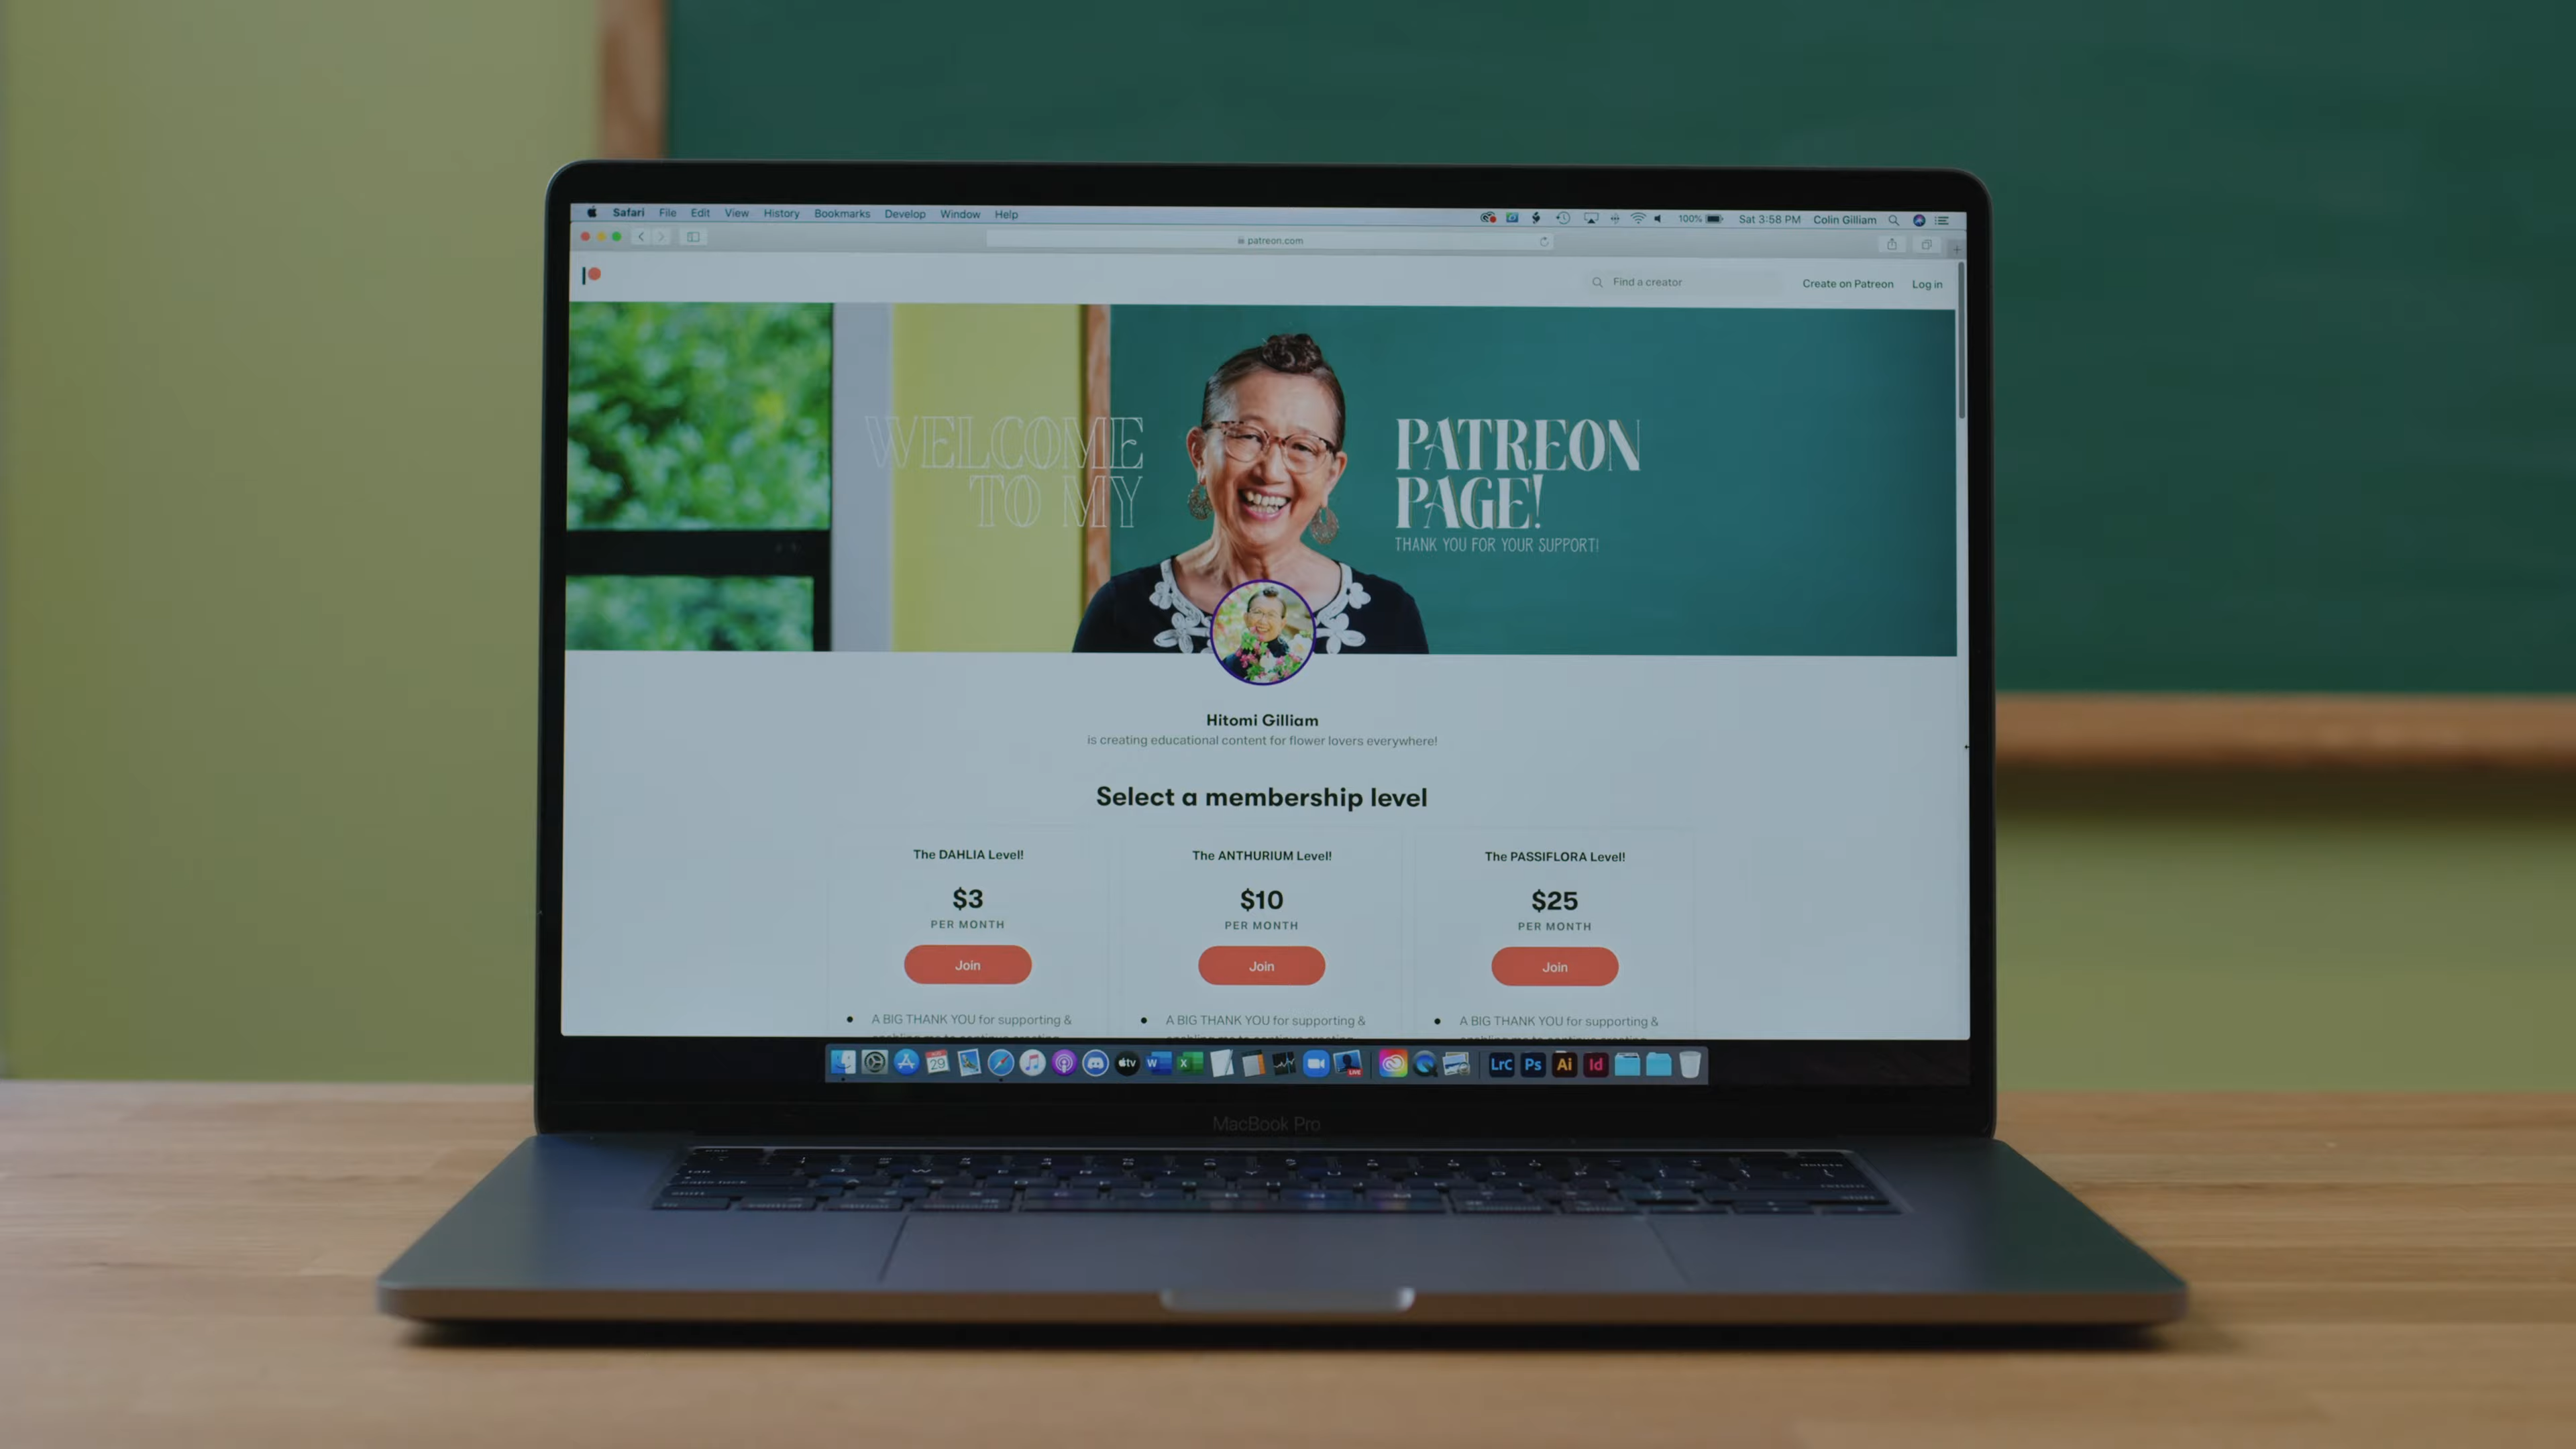 Safari File Edit View History Bookmarks Develop Window Help
100% Sat 3:58 PM Colin Gilliam
patreon.com
Find a creator
Create on Patreon Log in
WELCOME
TO MY
PATREON
PAGE!
THANK YOU FOR YOUR SUPPORT!
Hitomi Gilliam
is creating educational content for flower lovers everywhere!
Select a membership level
The DAHLIA Level!
$3
PER MONTH
Join
A BIG THANK YOU for supporting &
The ANTHURIUM Level!
$10
PER MONTH
Join
A BIG THANK YOU for supporting &
The PASSIFLORA Level!
$25
PER MONTH
Join
A BIG THANK YOU for supporting &
29
tv W X LIVE LrC Ps Ai Id
MacBook Pro